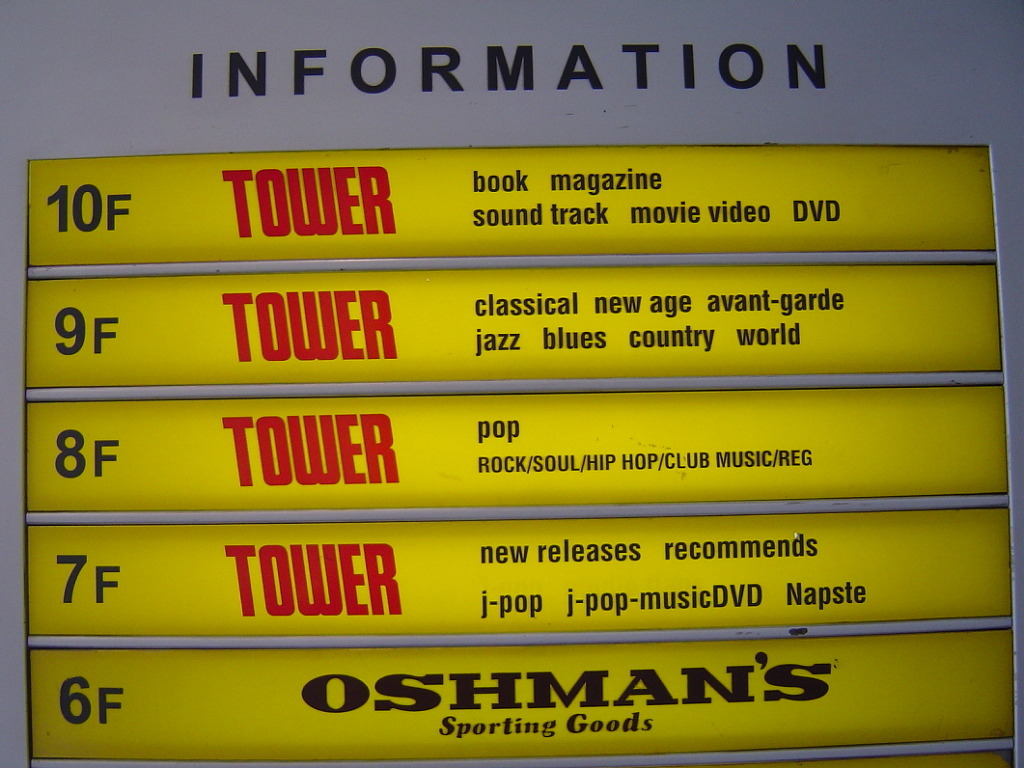 INFORMATION
10F TOWER book magazine
sound track movie video DVD
9F TOWER classical new age avant-garde
jazz blues country world
8F TOWER pop
ROCK/SOUL/HIP HOP/CLUB MUSIC/REG
7F TOWER new releases recommends
j-pop j-pop-musicDVD Napste
6F OSHMAN'S
Sporting Goods